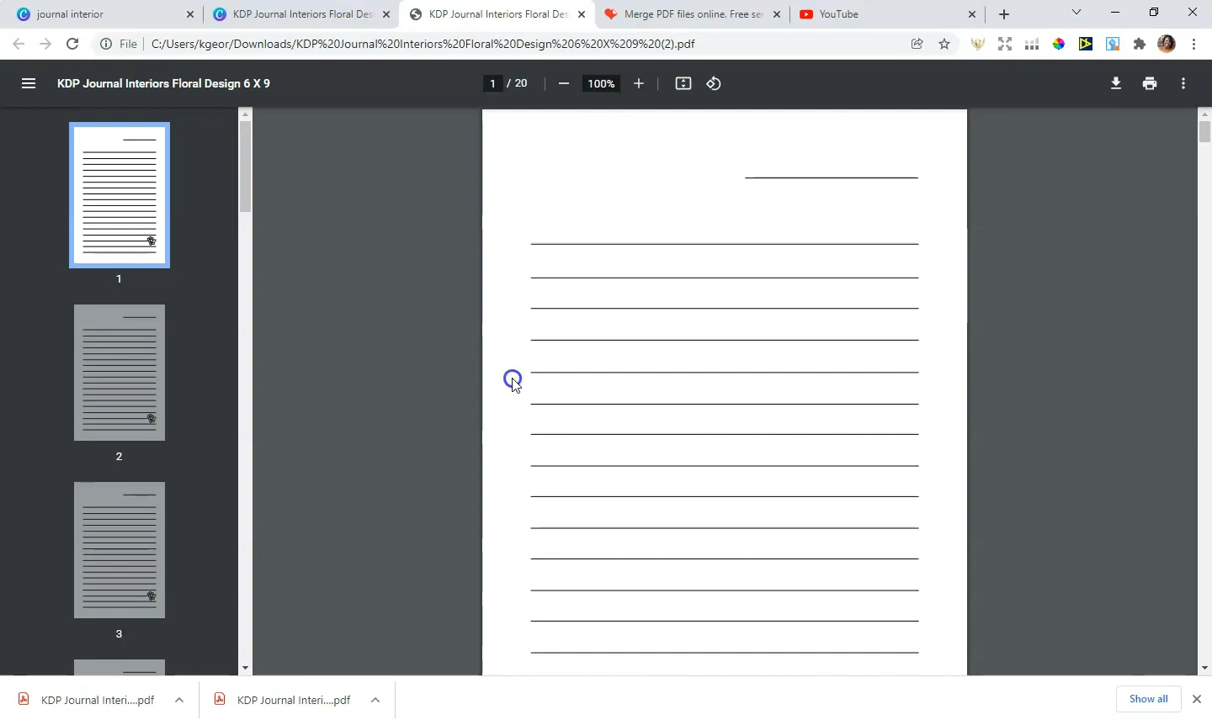 journal interior
KDP Journal Interiors Floral Des
KDP Journal Interiors Floral Des
Merge PDF files online. Free se
YouTube
File
C:/Users/kgeor/Downloads/KDP%20Journal%20Interiors%20Floral%20Design%206%20X%209%20(2).pdf
KDP Journal Interiors Floral Design 6 X 9
1 / 20
100%
1
2
3
KDP Journal Interi....pdf
KDP Journal Interi....pdf
Show all